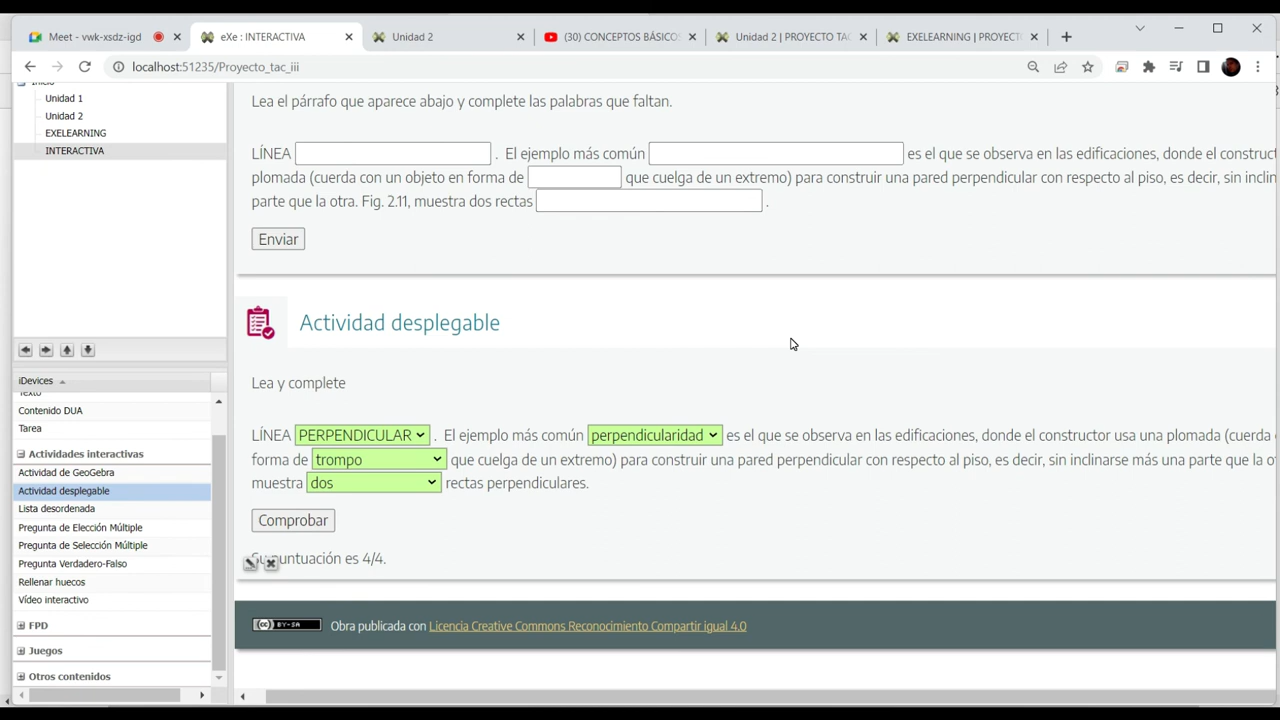 Meet - vwk-xsdz-igd
eXe : INTERACTIVA
Unidad 2
(30) CONCEPTOS BÁSICOS
Unidad 2 | PROYECTO TAC
EXELEARNING | PROYECTO
localhost:51235/Proyecto_tac_iii
Inicio
Unidad 1
Unidad 2
EXELEARNING
INTERACTIVA
iDevices
Texto
Contenido DUA
Tarea
Actividades interactivas
Actividad de GeoGebra
Actividad desplegable
Lista desordenada
Pregunta de Elección Múltiple
Pregunta de Selección Múltiple
Pregunta Verdadero-Falso
Rellenar huecos
Vídeo interactivo
FPD
Juegos
Otros contenidos
Lea el párrafo que aparece abajo y complete las palabras que faltan.
LÍNEA . El ejemplo más común es el que se observa en las edificaciones, donde el construct
plomada (cuerda con un objeto en forma de que cuelga de un extremo) para construir una pared perpendicular con respecto al piso, es decir, sin inclin
parte que la otra. Fig. 2.11, muestra dos rectas .
Enviar
Actividad desplegable
Lea y complete
LÍNEA PERPENDICULAR . El ejemplo más común perpendicularidad es el que se observa en las edificaciones, donde el constructor usa una plomada (cuerda
forma de trompo que cuelga de un extremo) para construir una pared perpendicular con respecto al piso, es decir, sin inclinarse más una parte que la ot
muestra dos rectas perpendiculares.
Comprobar
Su puntuación es 4/4.
(cc) BY-SA Obra publicada con Licencia Creative Commons Reconocimiento Compartir igual 4.0